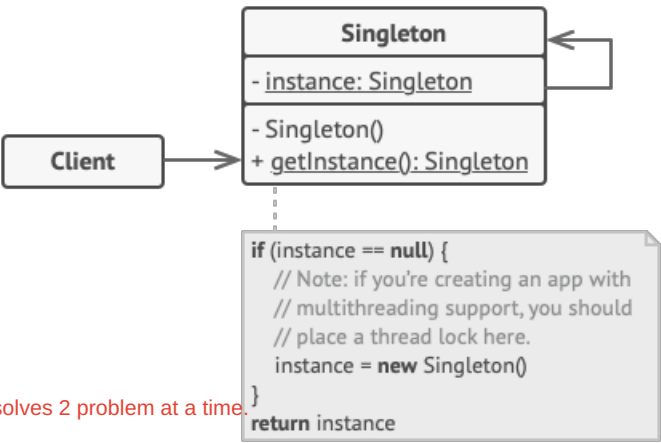 Singleton
- instance: Singleton
- Singleton()
+ getInstance(): Singleton
Client
if (instance == null) {
// Note: if you're creating an app with
// multithreading support, you should
// place a thread lock here.
instance = new Singleton()
}
return instance
solves 2 problem at a time.